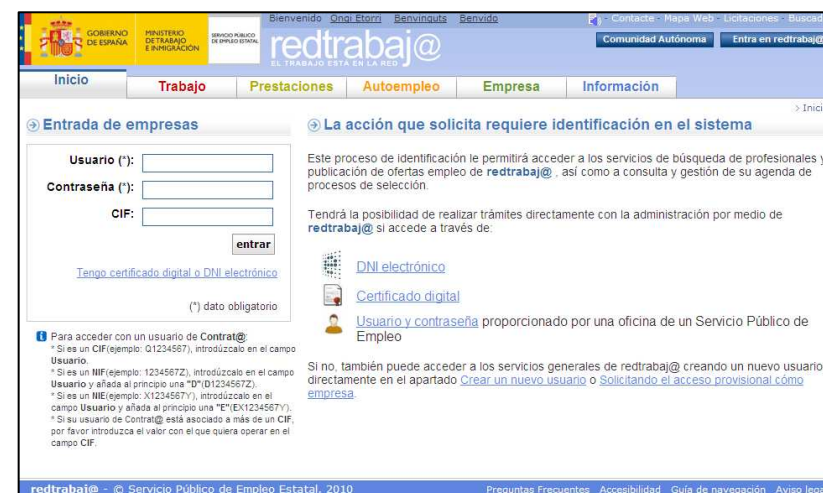 Bienvenido Ongi Etorri Benvinguts Benvido
- Contacte - Mapa Web - Licitaciones -
GOBIERNO DE ESPAÑA
MINISTERIO DE TRABAJO E INMIGRACIÓN
SERVICIO PÚBLICO DE EMPLEO ESTATAL
redtrabaj@
EL TRABAJO ESTA EN LA RED
Comunidad Autónoma Entra en redtrabaj@
Inicio Trabajo Prestaciones Autoempleo Empresa Información
Entrada de empresas
Usuario (*):
Contraseña (*):
CIF:
entrar
Tengo certificado digital o DNI electrónico
(*) dato obligatorio
Para acceder con un usuario de Contrat@:
* Si es un CIF(ejemplo: Q1234567), introdúzcalo en el campo
Usuario.
* Si es un NIF(ejemplo: 1234567Z), introdúzcalo en el campo
Usuario y añada al principio una "D"(D1234567Z).
* Si es un NIE(ejemplo: X1234567Y), introdúzcalo en el
campo Usuario y añada al principio una "E"(EX1234567Y).
* Si su usuario de Contrat@ está asociado a más de un CIF,
por favor introduzca el valor con el que quiera operar en el
campo CIF.
La acción que solicita requiere identificación en el sistema
Este proceso de identificación le permitirá acceder a los servicios de búsqueda de profesionales y
publicación de ofertas empleo de redtrabaj@ , así como a consulta y gestión de su agenda de
procesos de selección.
Tendrá la posibilidad de realizar trámites directamente con la administración por medio de
redtrabaj@ si accede a través de:
DNI electrónico
Certificado digital
Usuario y contraseña proporcionado por una oficina de un Servicio Público de
Empleo
Si no, también puede acceder a los servicios generales de redtrabaj@ creando un nuevo usuario
directamente en el apartado Crear un nuevo usuario o Solicitando el acceso provisional cómo
empresa.
redtrabaj@ - © Servicio Público de Empleo Estatal, 2010
Preguntas Frecuentes Accesibilidad Guía de navegación Aviso